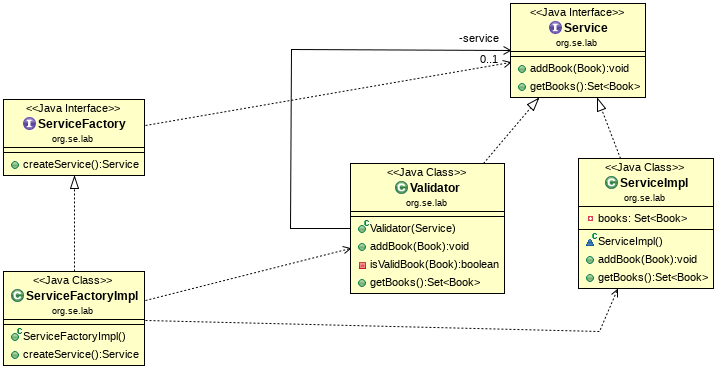 <<Java Interface>>
Service
org.se.lab
addBook(Book):void
getBooks():Set<Book>
-service
0..1
<<Java Interface>>
ServiceFactory
org.se.lab
createService():Service
<<Java Class>>
Validator
org.se.lab
Validator(Service)
addBook(Book):void
isValidBook(Book):boolean
getBooks():Set<Book>
<<Java Class>>
ServiceImpl
org.se.lab
books: Set<Book>
ServiceImpl()
addBook(Book):void
getBooks():Set<Book>
<<Java Class>>
ServiceFactoryImpl
org.se.lab
ServiceFactoryImpl()
createService():Service